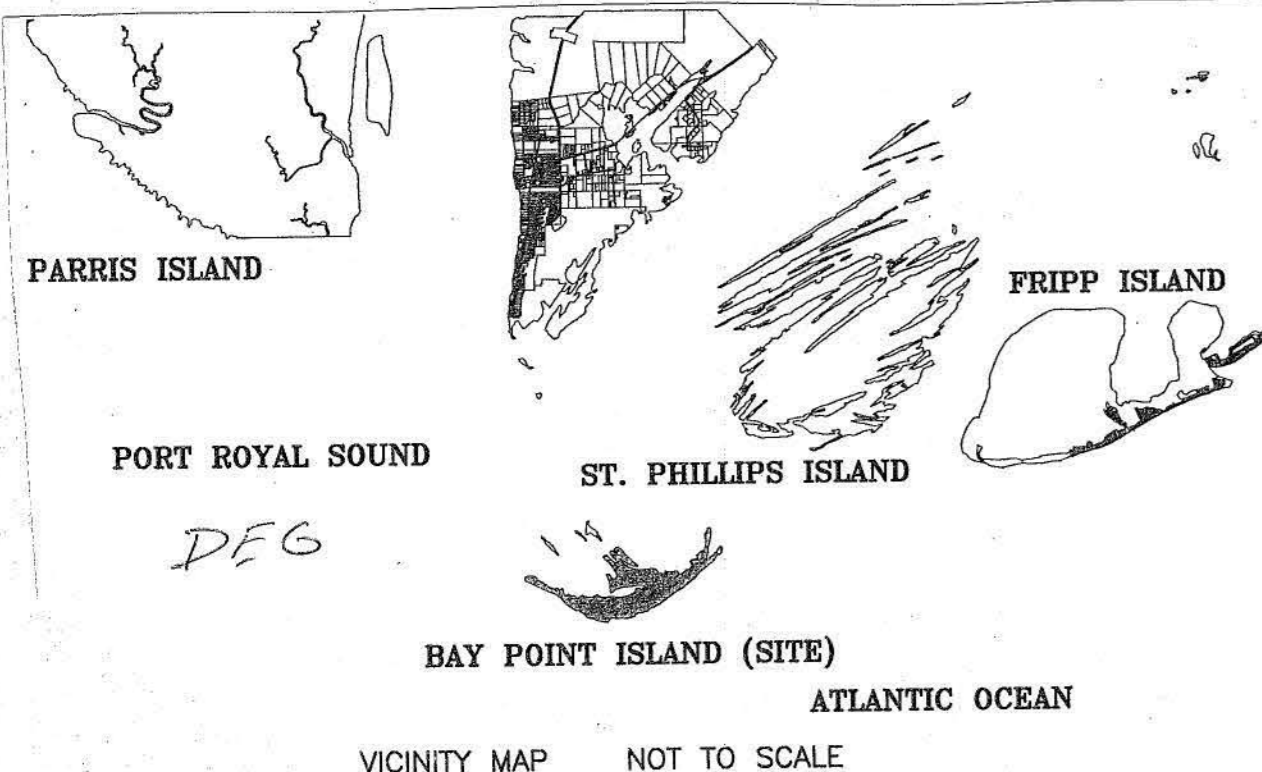 PARRIS ISLAND
FRIPP ISLAND
PORT ROYAL SOUND
ST. PHILLIPS ISLAND
DEG
BAY POINT ISLAND (SITE)
ATLANTIC OCEAN
VICINITY MAP NOT TO SCALE